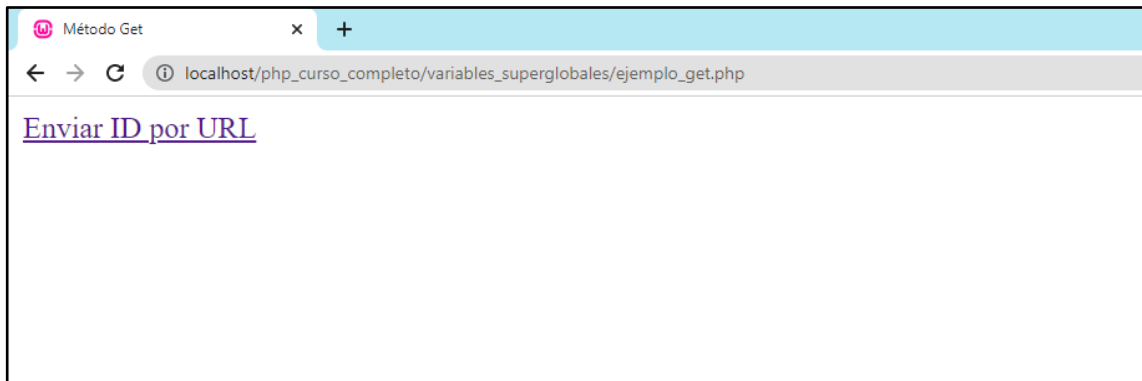 Método Get
localhost/php_curso_completo/variables_superglobales/ejemplo_get.php
Enviar ID por URL